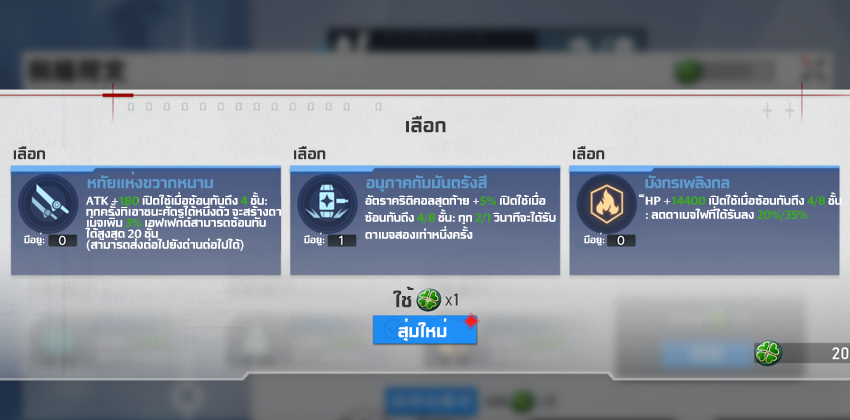 เลือก
เลือก
หทัยแห่งขวากหนาม
ATK +180 เปิดใช้เมื่อซ้อนทับถึง 4 ชั้น:
ทุกครั้งที่เอาชนะศัตรูได้หนึ่งตัว จะสร้างดา
เมจเพิ่ม 3% เอฟเฟกต์สามารถซ้อนทับ
ได้สูงสุด 20 ชั้น
(สามารถส่งต่อไปยังด่านต่อไปได้)
มีอยู่: 0
เลือก
อนุภาคกัมมันตรังสี
อัตราคริติคอลสุดท้าย +5% เปิดใช้เมื่อ
ซ้อนทับถึง 4/8 ชั้น: ทุก 2/1 วินาทีจะได้รับ
ดาเมจสองเท่าหนึ่งครั้ง
มีอยู่: 1
เลือก
มังกรเพลิงกล
HP +14400 เปิดใช้เมื่อซ้อนทับถึง 4/8 ชั้น
: ลดดาเมจไฟที่ได้รับลง 20%/35%
มีอยู่: 0
ใช้ x1
สุ่มใหม่
20